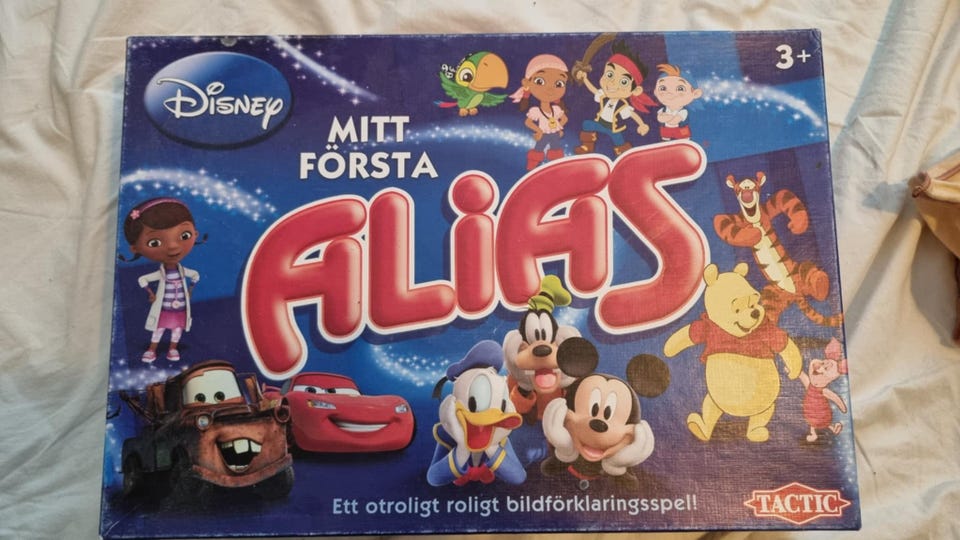 Disney
3+
MITT
FÖRSTA
ALiAS
Ett otroligt roligt bildförklaringsspel!
TACTIC